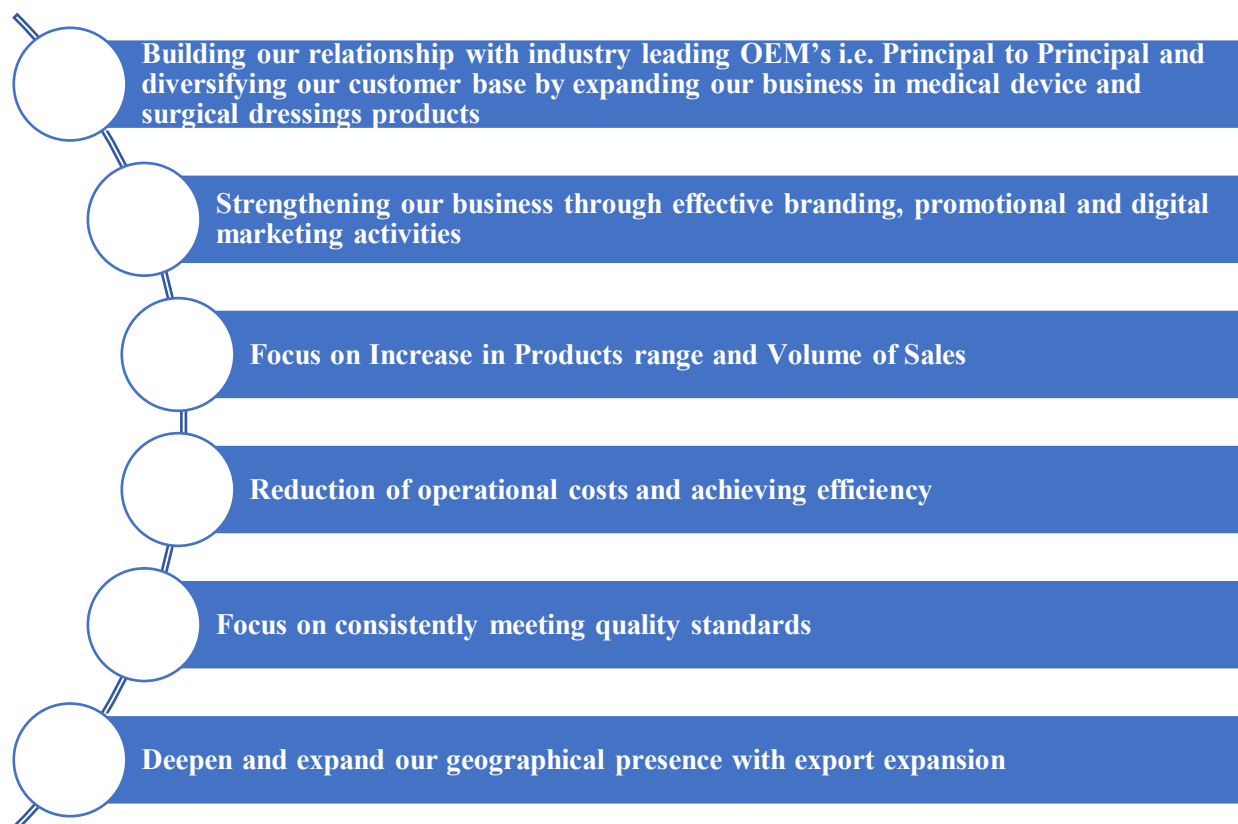 Building our relationship with industry leading OEM's i.e. Principal to Principal and
diversifying our customer base by expanding our business in medical device and
surgical dressings products
Strengthening our business through effective branding, promotional and digital
marketing activities
Focus on Increase in Products range and Volume of Sales
Reduction of operational costs and achieving efficiency
Focus on consistently meeting quality standards
Deepen and expand our geographical presence with export expansion